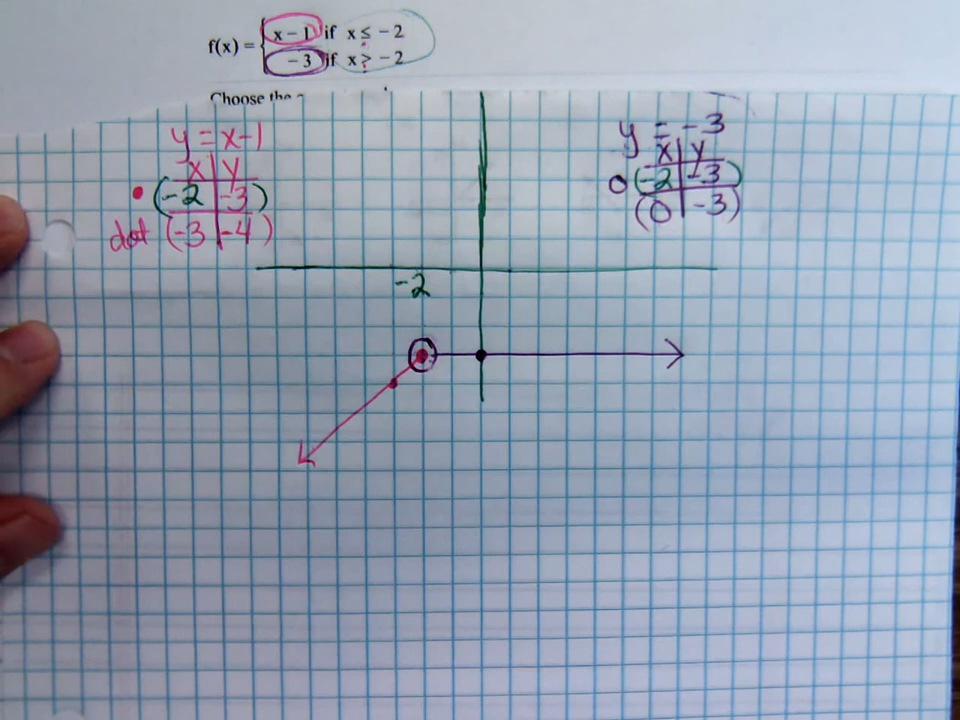 f(x) = { x − 1 if x ≤ − 2
− 3 if x > − 2
Choose the
y = x-1
x | y
• (-2 | -3)
dot (-3 | -4)
y = -3
x | y
o (-2 | -3)
(0 | -3)
-2